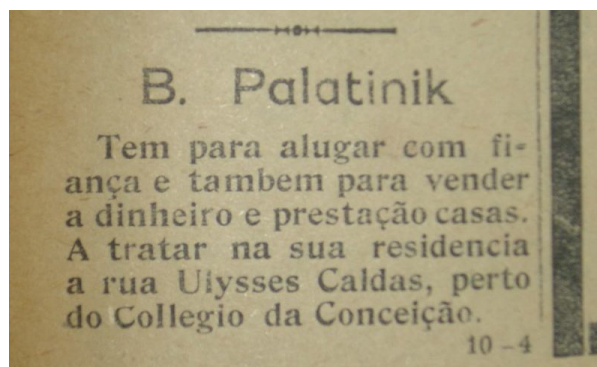 B. Palatinik
Tem para alugar com fi-
ança e tambem para vender
a dinheiro e prestação casas.
A tratar na sua residencia
a rua Ulysses Caldas, perto
do Collegio da Conceição.
10-4